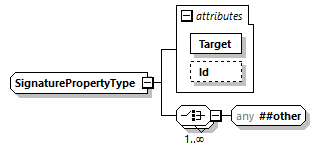 attributes
Target
Id
SignaturePropertyType
any ##other
1..∞